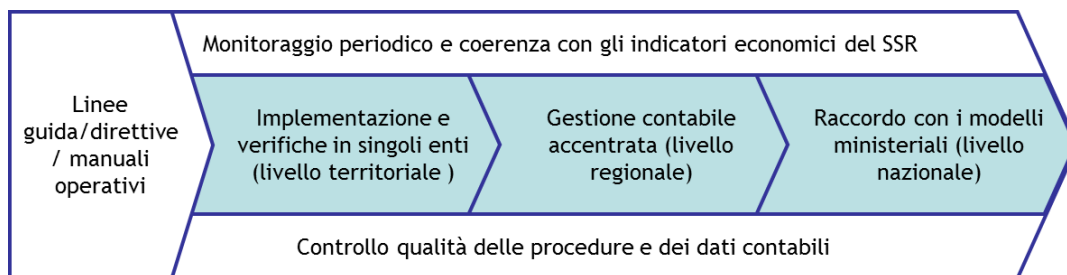 Monitoraggio periodico e coerenza con gli indicatori economici del SSR
Linee
guida/direttive
/ manuali
operativi
Implementazione e
verifiche in singoli enti
(livello territoriale )
Gestione contabile
accentrata (livello
regionale)
Raccordo con i modelli
ministeriali (livello
nazionale)
Controllo qualità delle procedure e dei dati contabili